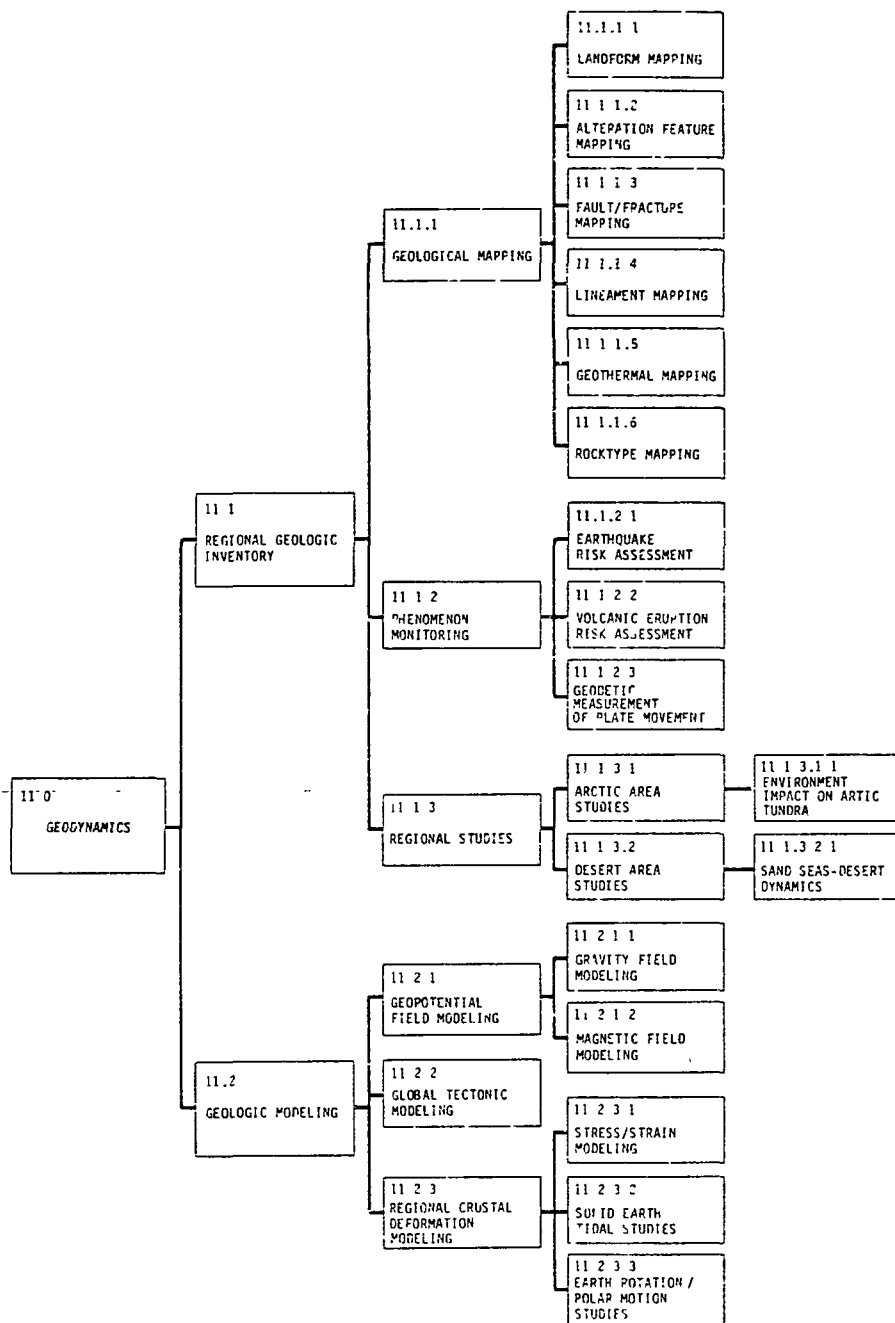 11.1.1 1
LANDFORM MAPPING
11 1 1.2
ALTERATION FEATURE
MAPPING
11 1 1 3
FAULT/FRACTURE
MAPPING
11.1.1
GEOLOGICAL MAPPING
11 1.1 4
LINEAMENT MAPPING
11 1 1.5
GEOTHERMAL MAPPING
11 1.1.6
ROCKTYPE MAPPING
11 1
REGIONAL GEOLOGIC
INVENTORY
11.1.2 1
EARTHQUAKE
RISK ASSESSMENT
11 1 2
PHENOMENON
MONITORING
11 1 2 2
VOLCANIC ERUPTION
RISK ASSESSMENT
11 1 2 3
GEODETIC
MEASUREMENT
OF PLATE MOVEMENT
11 0
GEODYNAMICS
11 1 3
REGIONAL STUDIES
11 1 3 1
ARCTIC AREA
STUDIES
11 1 3.1 1
ENVIRONMENT
IMPACT ON ARTIC
TUNDRA
11 1 3.2
DESERT AREA
STUDIES
11 1.3 2 1
SAND SEAS-DESERT
DYNAMICS
11 2 1 1
GRAVITY FIELD
MODELING
11 2 1
GEOPOTENTIAL
FIELD MODELING
11 2 1 2
MAGNETIC FIELD
MODELING
11.2
GEOLOGIC MODELING
11 2 2
GLOBAL TECTONIC
MODELING
11 2 3 1
STRESS/STRAIN
MODELING
11 2 3
REGIONAL CRUSTAL
DEFORMATION
MODELING
11 2 3 2
SOLID EARTH
TIDAL STUDIES
11 2 3 3
EARTH ROTATION/
POLAR MOTION
STUDIES